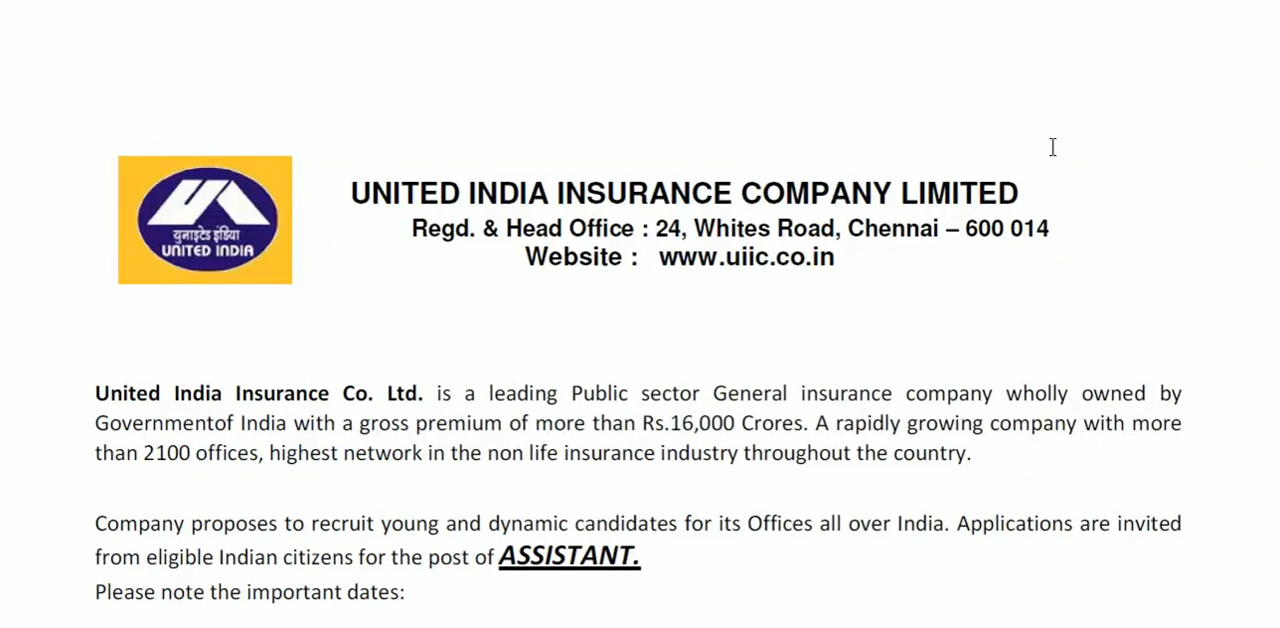 युनाइटेड इंडिया
UNITED INDIA
UNITED INDIA INSURANCE COMPANY LIMITED
Regd. & Head Office : 24, Whites Road, Chennai – 600 014
Website : www.uiic.co.in
United India Insurance Co. Ltd. is a leading Public sector General insurance company wholly owned by
Governmentof India with a gross premium of more than Rs.16,000 Crores. A rapidly growing company with more
than 2100 offices, highest network in the non life insurance industry throughout the country.
Company proposes to recruit young and dynamic candidates for its Offices all over India. Applications are invited
from eligible Indian citizens for the post of ASSISTANT.
Please note the important dates: